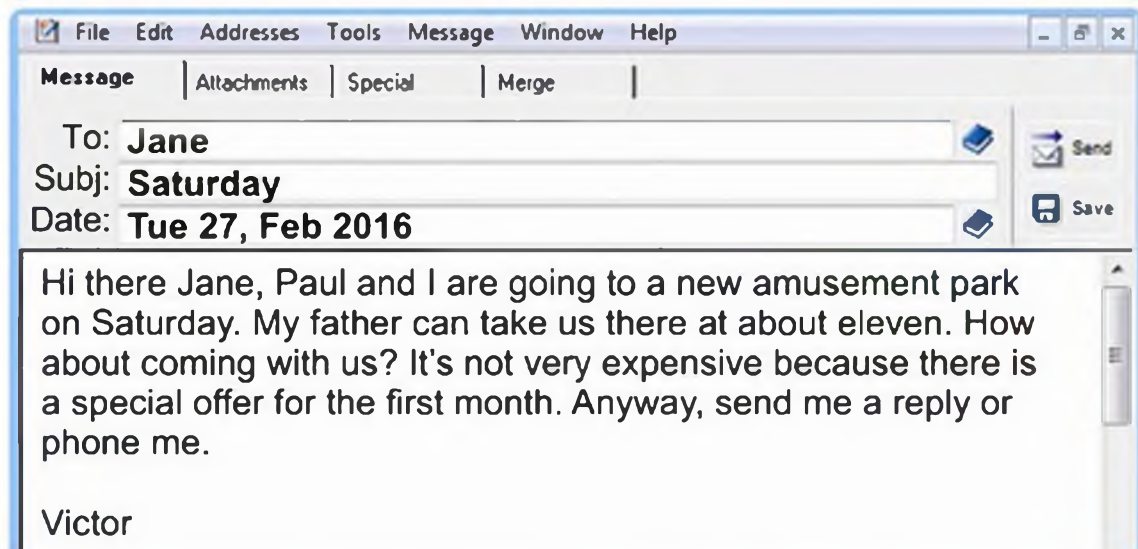 File Edit Addresses Tools Message Window Help
Message Attachments Special Merge
To: Jane
Send
Subj: Saturday
Date: Tue 27, Feb 2016
Save
Hi there Jane, Paul and I are going to a new amusement park
on Saturday. My father can take us there at about eleven. How
about coming with us? It's not very expensive because there is
a special offer for the first month. Anyway, send me a reply or
phone me.
Victor